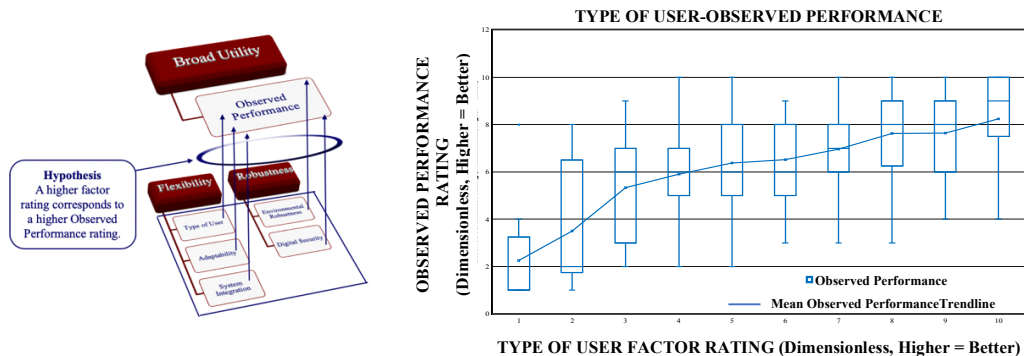 Broad Utility
Observed
Performance
Hypothesis
A higher factor
rating corresponds to
a higher Observed
Performance rating.
Flexibility
Robustness
Type of User
Adaptability
System
Integration
Environmental
Robustness
Digital Security
TYPE OF USER-OBSERVED PERFORMANCE
OBSERVED PERFORMANCE
RATING
(Dimensionless, Higher = Better)
12
10
8
6
4
2
0
Observed Performance
Mean Observed PerformanceTrendline
1 2 3 4 5 6 7 8 9 10
TYPE OF USER FACTOR RATING (Dimensionless, Higher = Better)